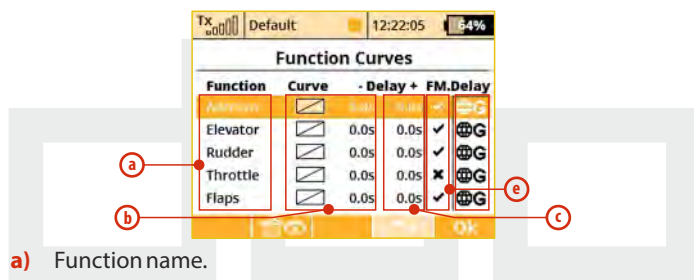 Tx Default 12:22:05 64%
Function Curves
Function Curve - Delay + FM. Delay
G
Elevator 0.0s 0.0s G
Rudder 0.0s 0.0s G
Throttle 0.0s 0.0s G
Flaps 0.0s 0.0s G
a
e
b
c
Ok
a) Function name.